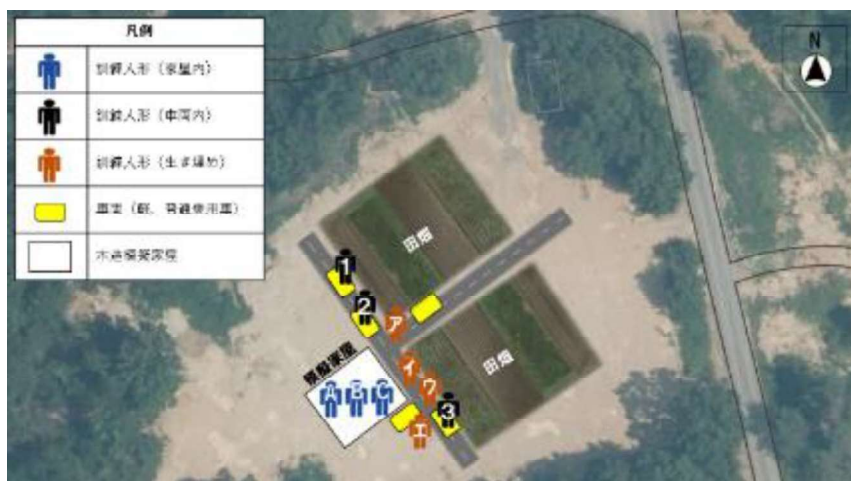 凡例
訓練人形（家屋内）
訓練人形（車両内）
訓練人形（生き埋め）
車両（軽、普通乗用車）
木造模擬家屋
N
田畑
1
2
ア
田畑
模擬家屋
イ
ウ
A
B
C
3
エ